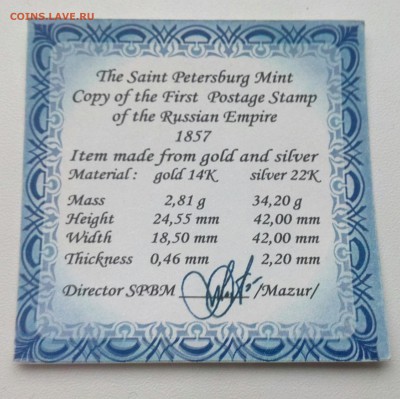 COINS.ЛАВЕ.RU
The Saint Petersburg Mint
Copy of the First Postage Stamp
of the Russian Empire
1857
Item made from gold and silver
Material : gold 14K silver 22K
Mass 2,81 g 34,20 g
Height 24,55 mm 42,00 mm
Width 18,50 mm 42,00 mm
Thickness 0,46 mm 2,20 mm
Director SPBM /Mazur/